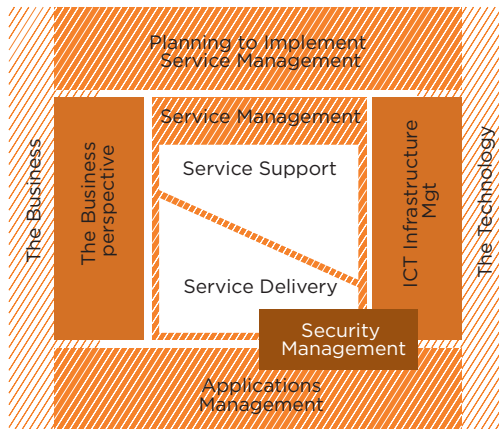 Planning to Implement
Service Management
The Business
The Business
perspective
Service Management
Service Support
Service Delivery
ICT Infrastructure
Mgt
The Technology
Security
Management
Applications
Management